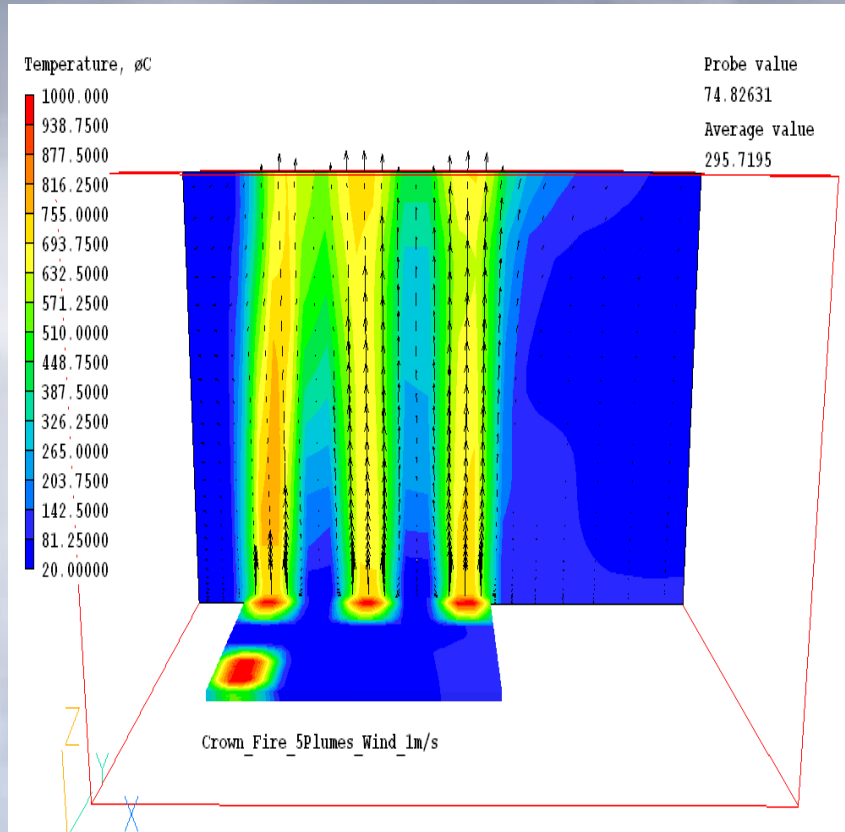 Temperature, øC
1000.000
938.7500
877.5000
816.2500
755.0000
693.7500
632.5000
571.2500
510.0000
448.7500
387.5000
326.2500
265.0000
203.7500
142.5000
81.25000
20.00000
Probe value
74.82631
Average value
295.7195
Crown_Fire_5Plumes_Wind_1m/s
Z
Y
X